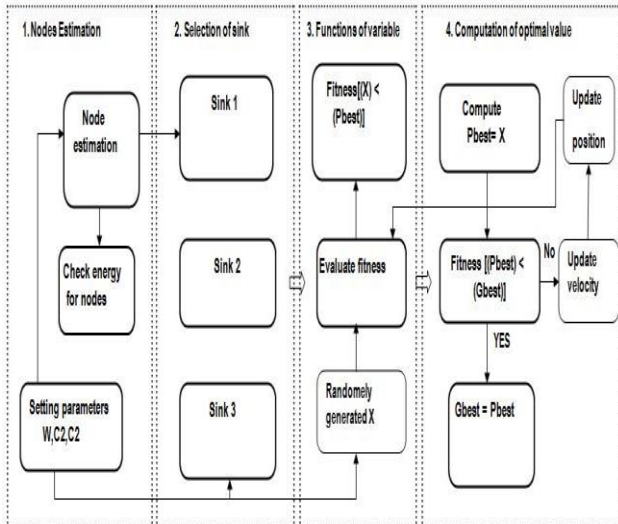 1. Nodes Estimation
Node
estimation
Check energy
for nodes
Setting parameters
W,C2,C2
2. Selection of sink
Sink 1
Sink 2
Sink 3
3. Functions of variable
Fitness[(X) <
(Pbest)]
Evaluate fitness
Randomely
generated X
4. Computation of optimal value
Compute
Pbest= X
Update
position
Fitness [(Pbest) <
(Gbest)]
No
Update
velocity
YES
Gbest = Pbest